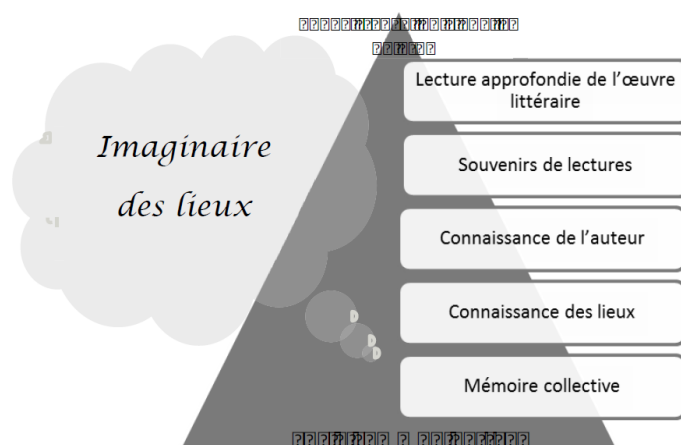 Imaginaire
des lieux
Lecture approfondie de l’œuvre
littéraire
Souvenirs de lectures
Connaissance de l’auteur
Connaissance des lieux
Mémoire collective